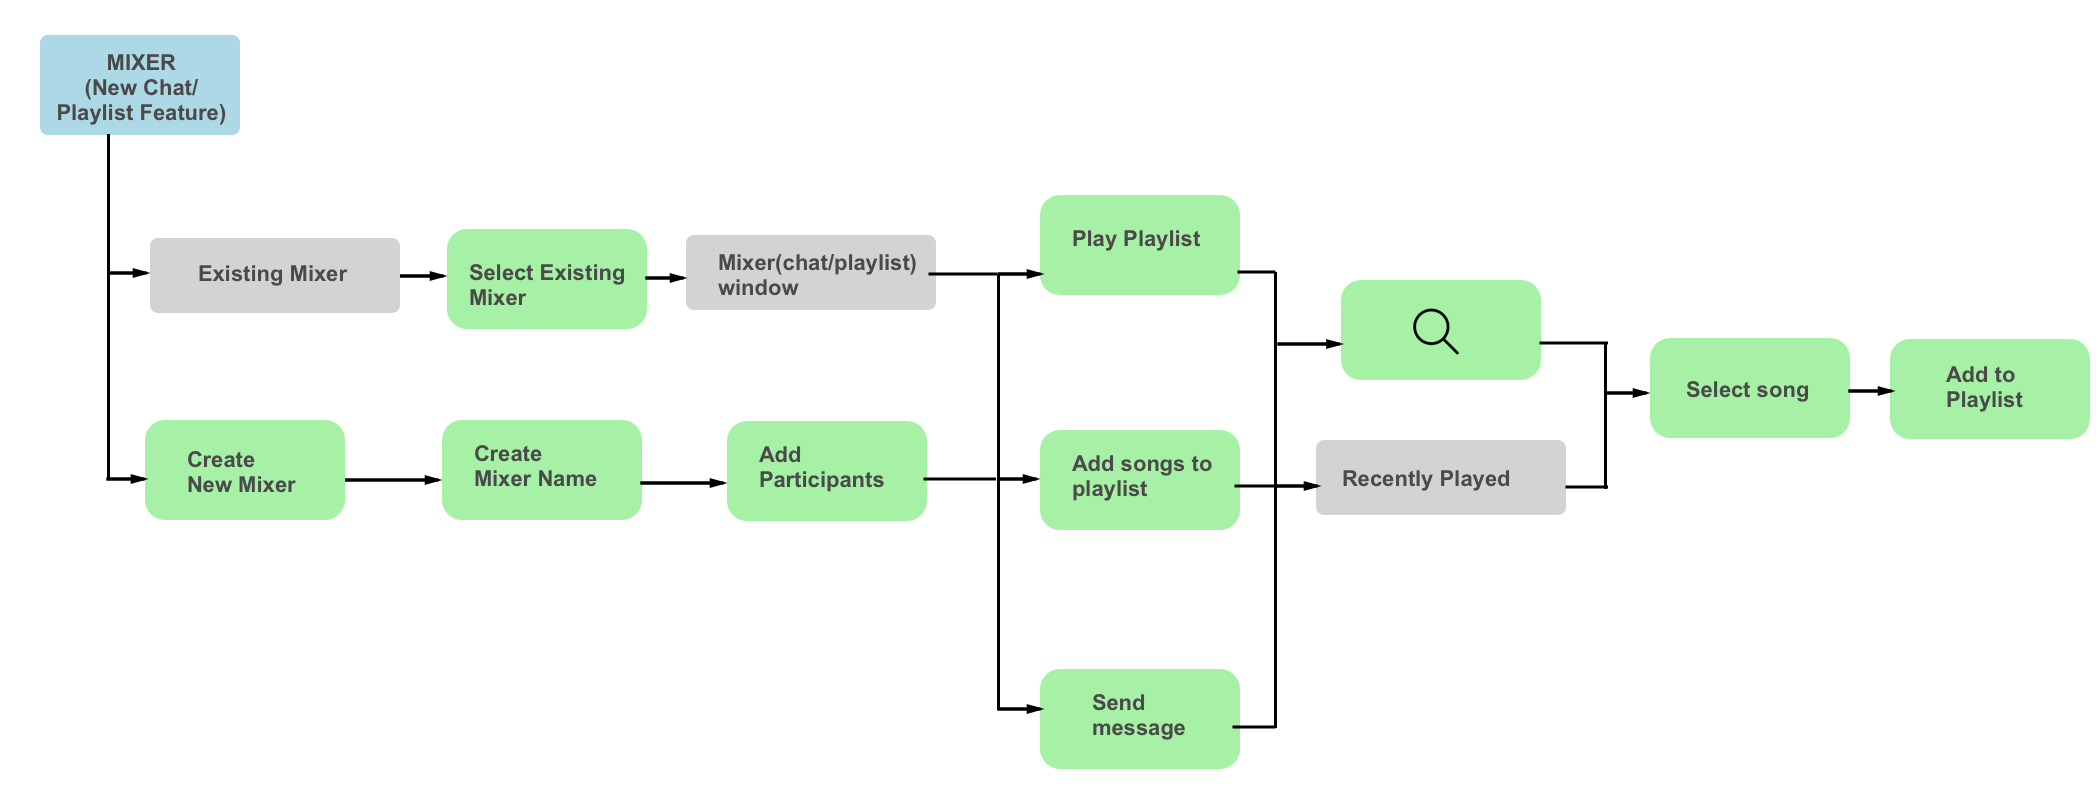 MIXER
(New Chat/
Playlist Feature)
Existing Mixer
Select Existing
Mixer
Mixer(chat/playlist)
window
Play Playlist
Create
New Mixer
Create
Mixer Name
Add
Participants
Add songs to
playlist
Send
message
Recently Played
Select song
Add to
Playlist